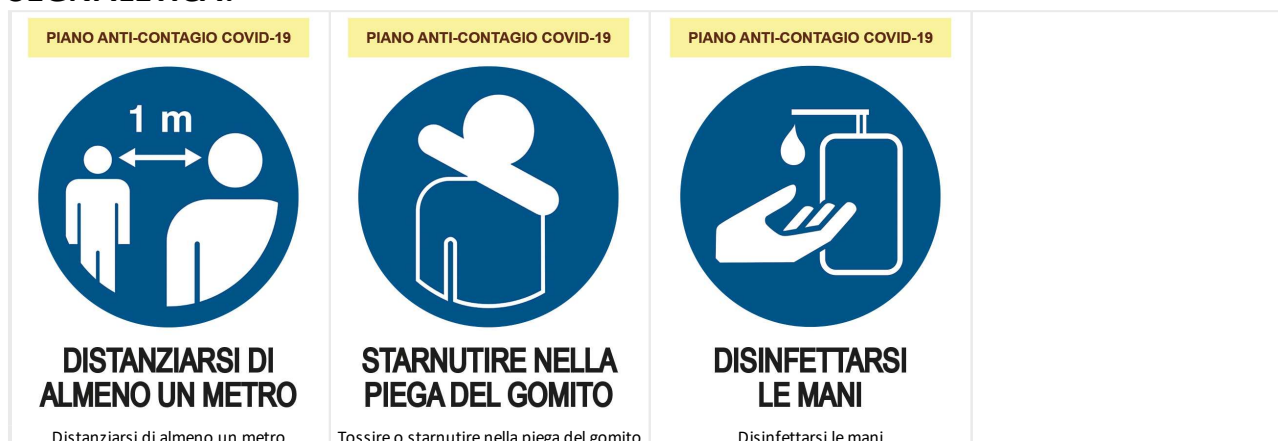 PIANO ANTI-CONTAGIO COVID-19
PIANO ANTI-CONTAGIO COVID-19
PIANO ANTI-CONTAGIO COVID-19
1 m
DISTANZIARSI DI
ALMENO UN METRO
STARNUTIRE NELLA
PIEGA DEL GOMITO
DISINFETTARSI
LE MANI
Distanziarsi di almeno un metro
Tossire o starnutire nella piega del gomito
Disinfettarsi le mani